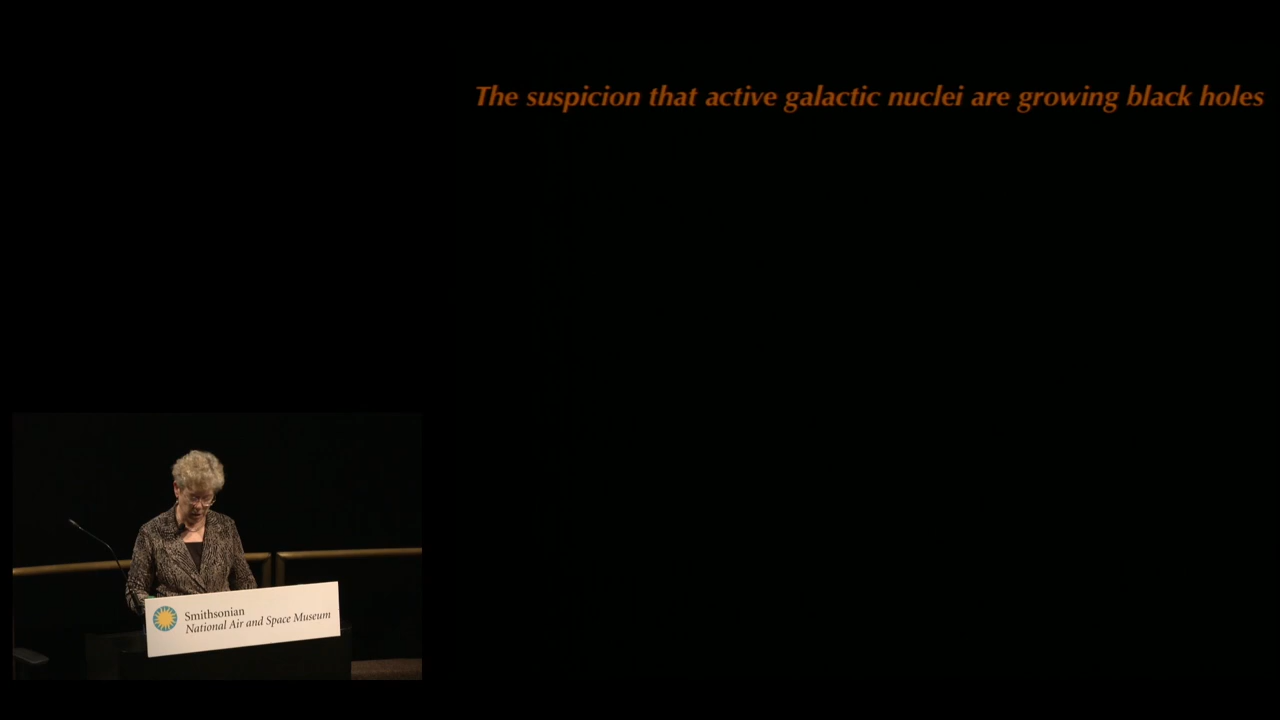 The suspicion that active galactic nuclei are growing black holes
Smithsonian
National Air and Space Museum